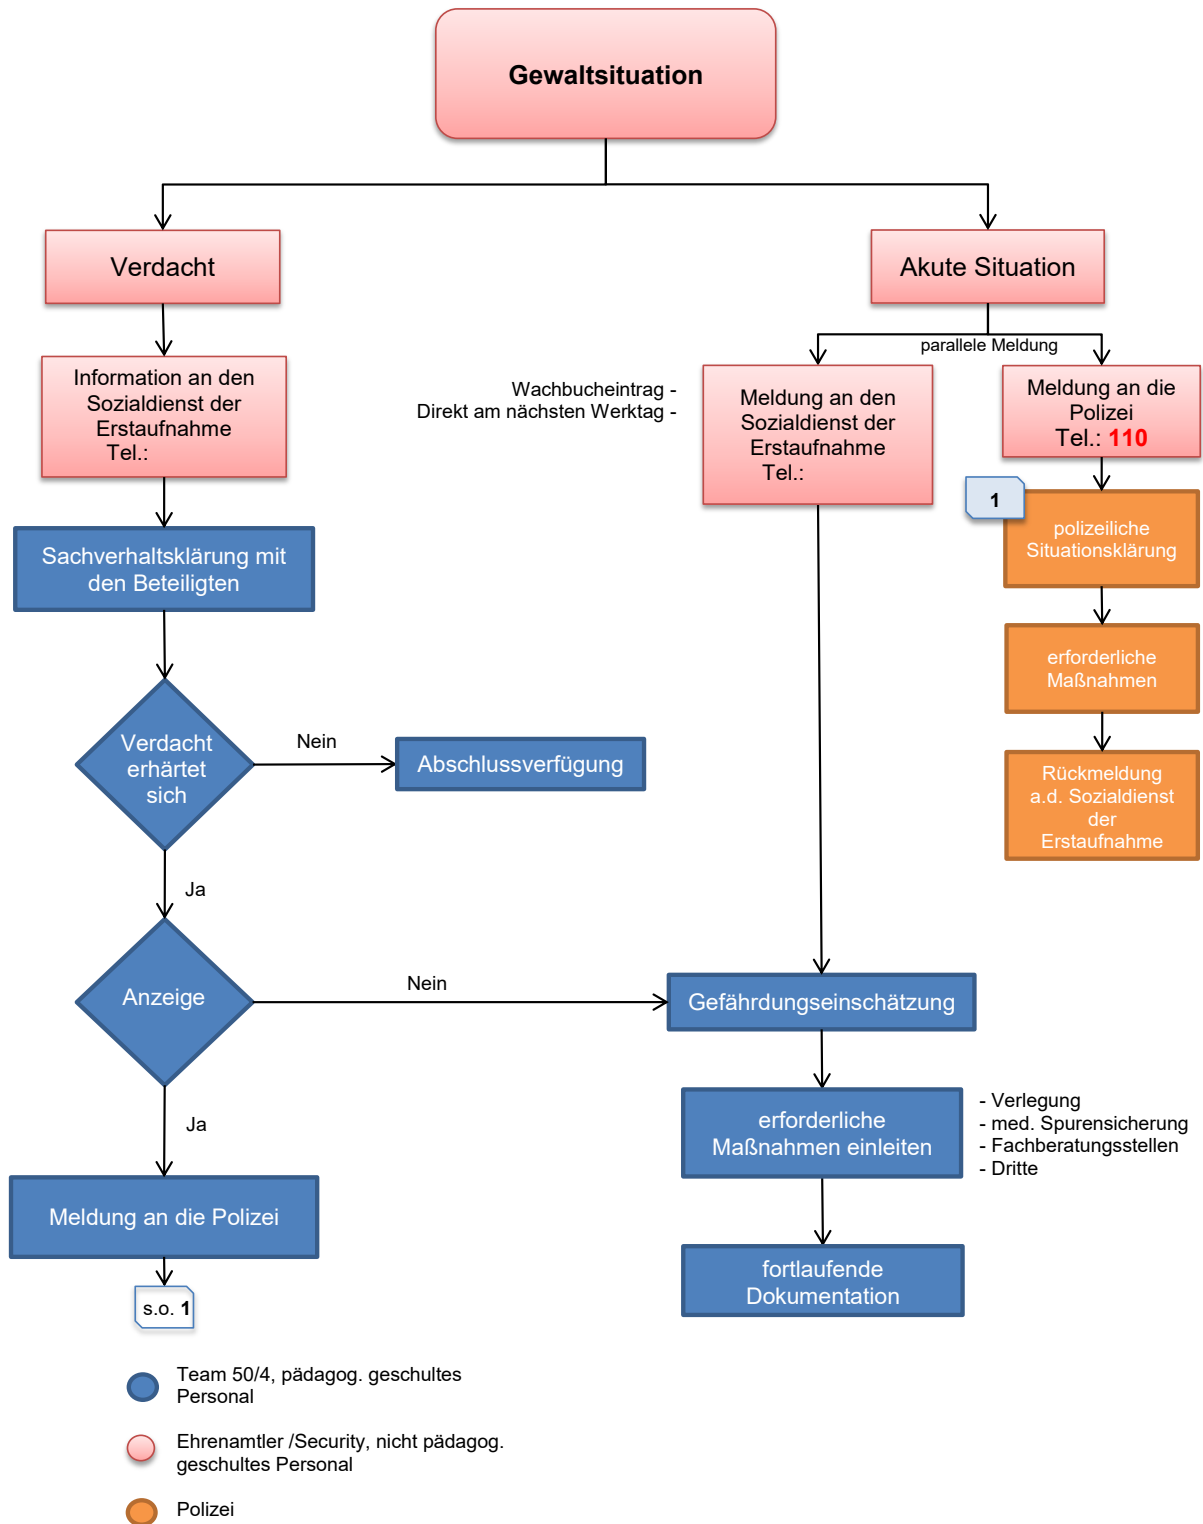 Gewaltsituation
Verdacht
Akute Situation
parallele Meldung
Information an den
Sozialdienst der
Erstaufnahme
Tel.:
Wachbucheintrag -
Direkt am nächsten Werktag -
Meldung an den
Sozialdienst der
Erstaufnahme
Tel.:
Meldung an die
Polizei
Tel.: 110
1
polizeiliche
Situationsklärung
Sachverhaltsklärung mit
den Beteiligten
erforderliche
Maßnahmen
Verdacht
erhärtet
sich
Nein
Abschlussverfügung
Rückmeldung
a.d. Sozialdienst
der
Erstaufnahme
Ja
Anzeige
Nein
Gefährdungseinschätzung
Ja
erforderliche
Maßnahmen einleiten
- Verlegung
- med. Spurensicherung
- Fachberatungsstellen
- Dritte
Meldung an die Polizei
s.o. 1
fortlaufende
Dokumentation
Team 50/4, pädagog. geschultes
Personal
Ehrenamtler /Security, nicht pädagog.
geschultes Personal
Polizei